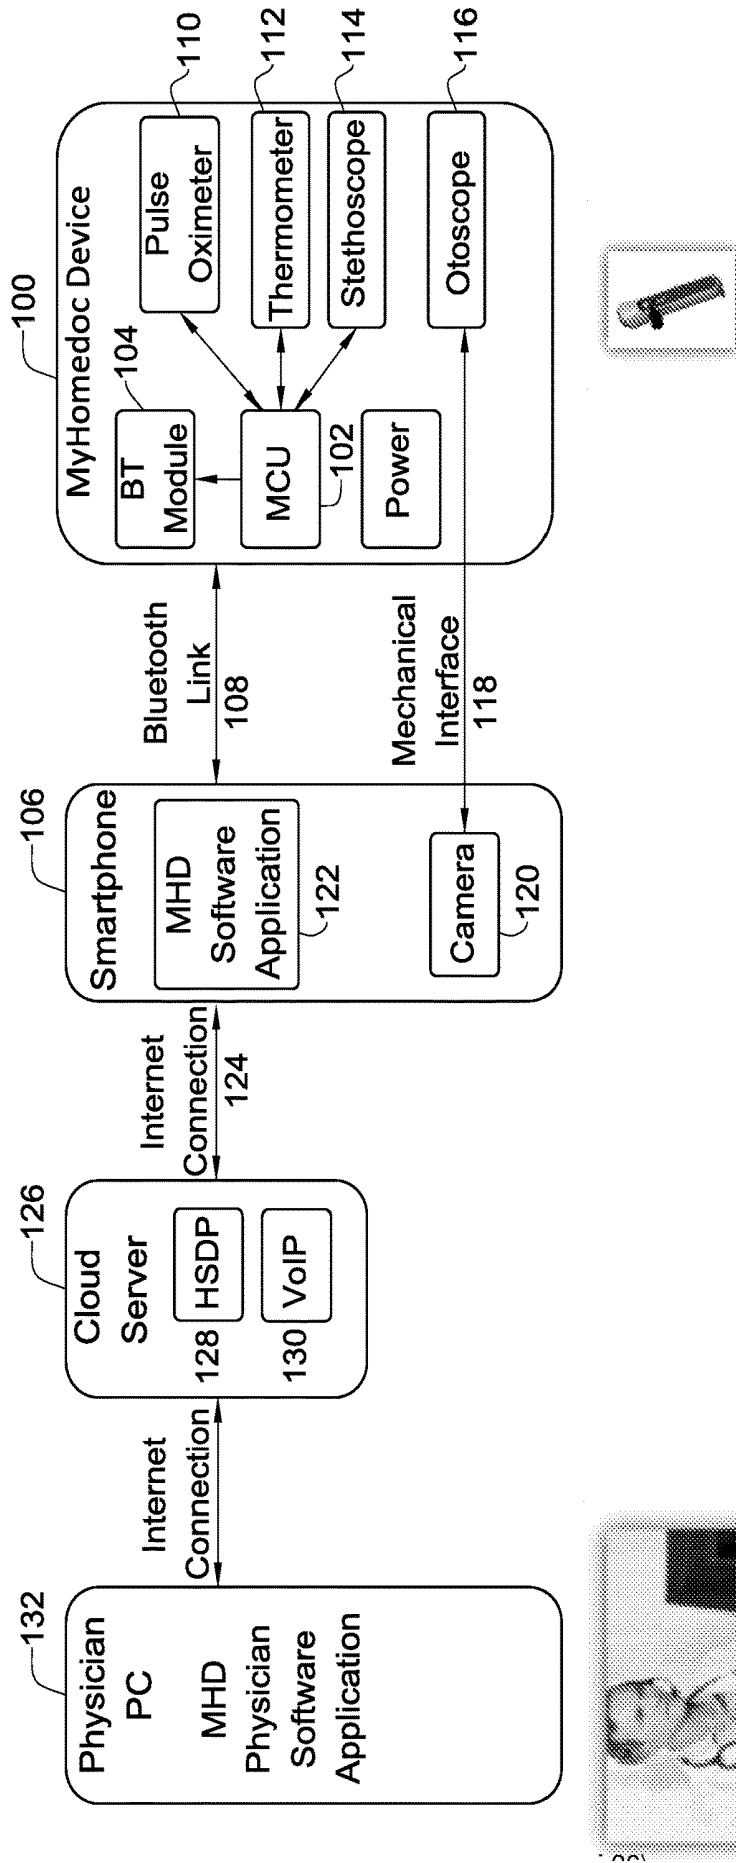 Physician
PC
MHD
Physician
Software
Application
132
Internet
Connection
Cloud
Server
126
128
HSDP
130
VoIP
Internet
Connection
124
Smartphone
106
MHD
Software
Application
122
Camera
120
Bluetooth
Link
108
Mechanical
Interface
118
MyHomedoc Device
100
BT
Module
104
MCU
102
Power
Pulse
Oximeter
110
Thermometer
112
Stethoscope
114
Otoscope
116